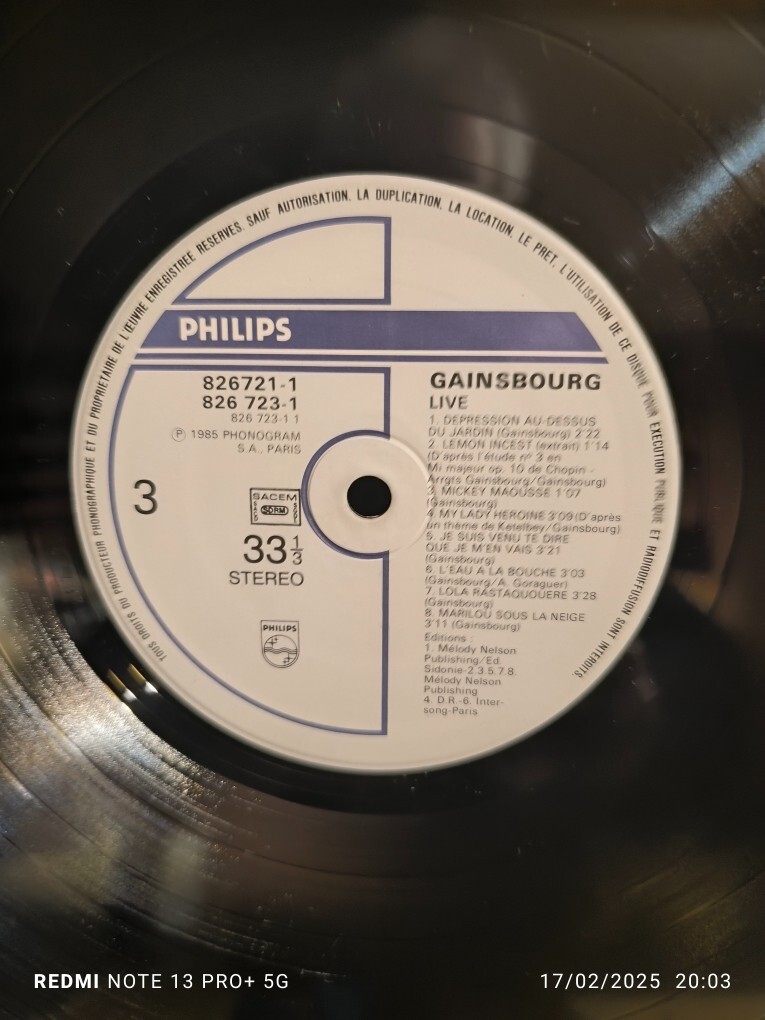 TOUS DROITS DU PRODUCTEUR PHONOGRAPHIQUE ET DU PROPRIETAIRE DE L'ŒUVRE ENREGISTREE RESERVES. SAUF AUTORISATION, LA DUPLICATION, LA LOCATION, LE PRET, L'UTILISATION DE CE DISQUE POUR EXECUTION PUBLIQUE ET RADIODIFFUSION SONT INTERDITS.
PHILIPS
826721-1
826 723-1
826 723-1 1
Ⓟ 1985 PHONOGRAM
S.A., PARIS
3
SACEM
SDRM
33 1/3
STEREO
PHILIPS
GAINSBOURG
LIVE
1. DEPRESSION AU-DESSUS
DU JARDIN (Gainsbourg) 2'22
2. LEMON INCEST (extrait) 1'14
(D'après l'étude nº 3 en
Mi majeur op. 10 de Chopin -
Arrgts Gainsbourg/Gainsbourg)
3. MICKEY MAOUSSE 1'07
(Gainsbourg)
4. MY LADY HEROINE 3'09 (D'après
un thème de Ketelbey/Gainsbourg)
5. JE SUIS VENU TE DIRE
QUE JE M'EN VAIS 3'21
(Gainsbourg)
6. L'EAU A LA BOUCHE 3'03
(Gainsbourg/A. Goraguer)
7. LOLA RASTAQUOUERE 3'28
(Gainsbourg)
8. MARILOU SOUS LA NEIGE
3'11 (Gainsbourg)
Editions :
1. Mélody Nelson
Publishing/Ed.
Sidonie-2.3.5.7.8.
Mélody Nelson
Publishing
4. D.R.-6. Inter-
song-Paris
REDMI NOTE 13 PRO+ 5G
17/02/2025 20:03